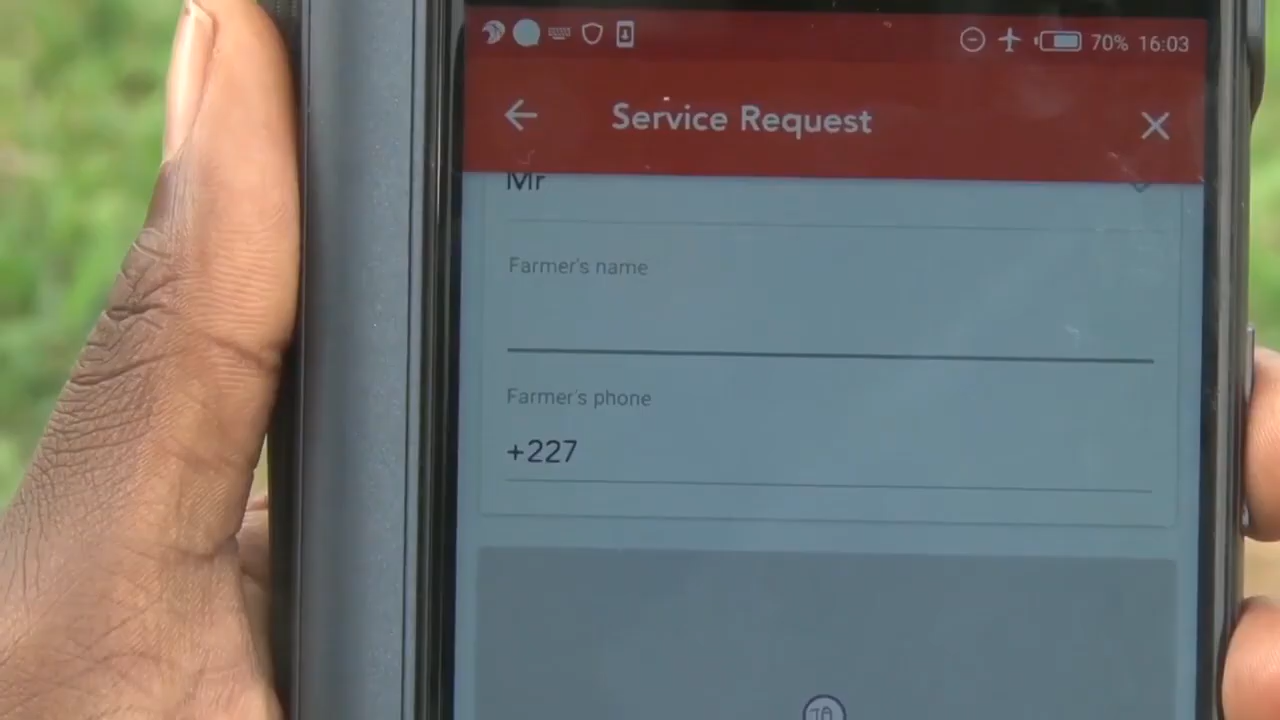 70% 16:03
Service Request
Mr
Farmer's name
Farmer's phone
+227